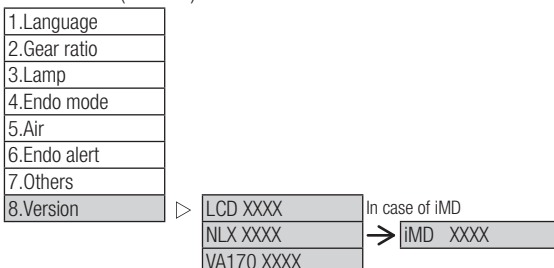 1.Language
2.Gear ratio
3.Lamp
4.Endo mode
5.Air
6.Endo alert
7.Others
8.Version
LCD XXXX
In case of iMD
NLX XXXX
iMD XXXX
VA170 XXXX